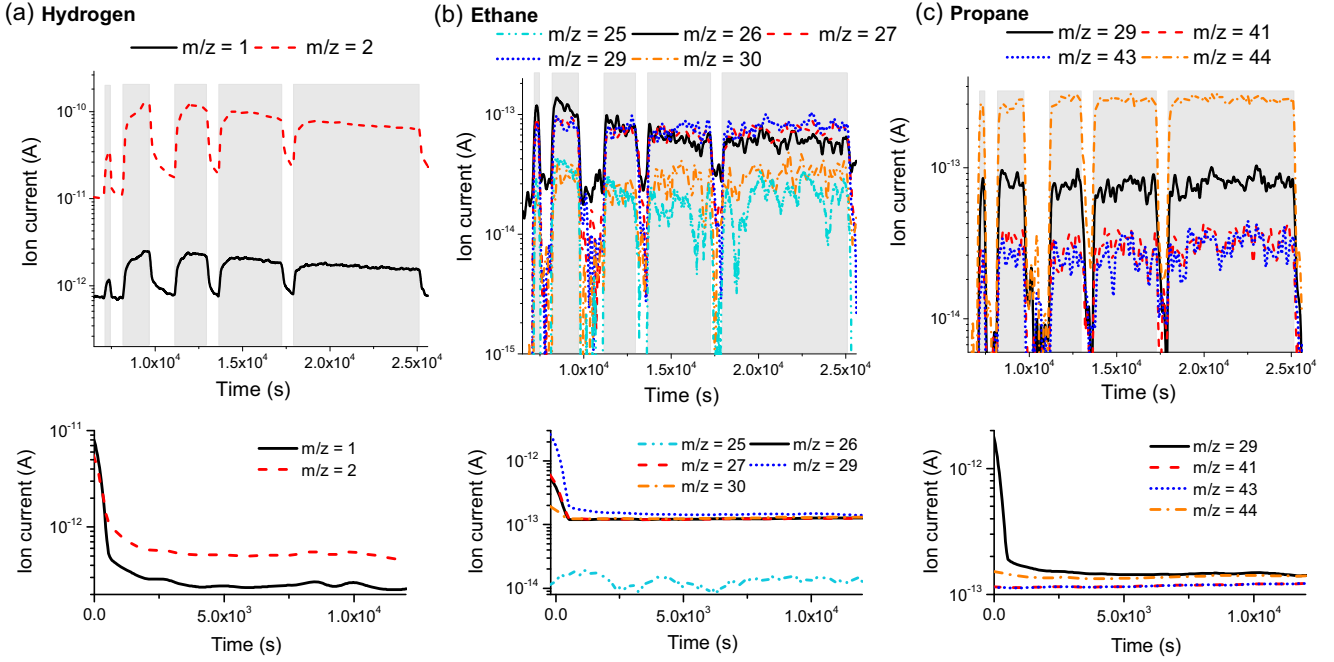 (a) Hydrogen
m/z = 1 m/z = 2
Ion current (A)
10⁻¹⁰
10⁻¹¹
10⁻¹²
1.0x10⁴ 1.5x10⁴ 2.0x10⁴ 2.5x10⁴
Time (s)
(b) Ethane
m/z = 25 m/z = 26 m/z = 27
m/z = 29 m/z = 30
Ion current (A)
10⁻¹³
10⁻¹⁴
10⁻¹⁵
1.0x10⁴ 1.5x10⁴ 2.0x10⁴ 2.5x10⁴
Time (s)
(c) Propane
m/z = 29 m/z = 41
m/z = 43 m/z = 44
Ion current (A)
10⁻¹³
10⁻¹⁴
1.0x10⁴ 1.5x10⁴ 2.0x10⁴ 2.5x10⁴
Time (s)
m/z = 1
m/z = 2
Ion current (A)
10⁻¹¹
10⁻¹²
0.0 5.0x10³ 1.0x10⁴
Time (s)
m/z = 25 m/z = 26
m/z = 27 m/z = 29
m/z = 30
Ion current (A)
10⁻¹²
10⁻¹³
10⁻¹⁴
0.0 5.0x10³ 1.0x10⁴
Time (s)
m/z = 29
m/z = 41
m/z = 43
m/z = 44
Ion current (A)
10⁻¹²
10⁻¹³
0.0 5.0x10³ 1.0x10⁴
Time (s)